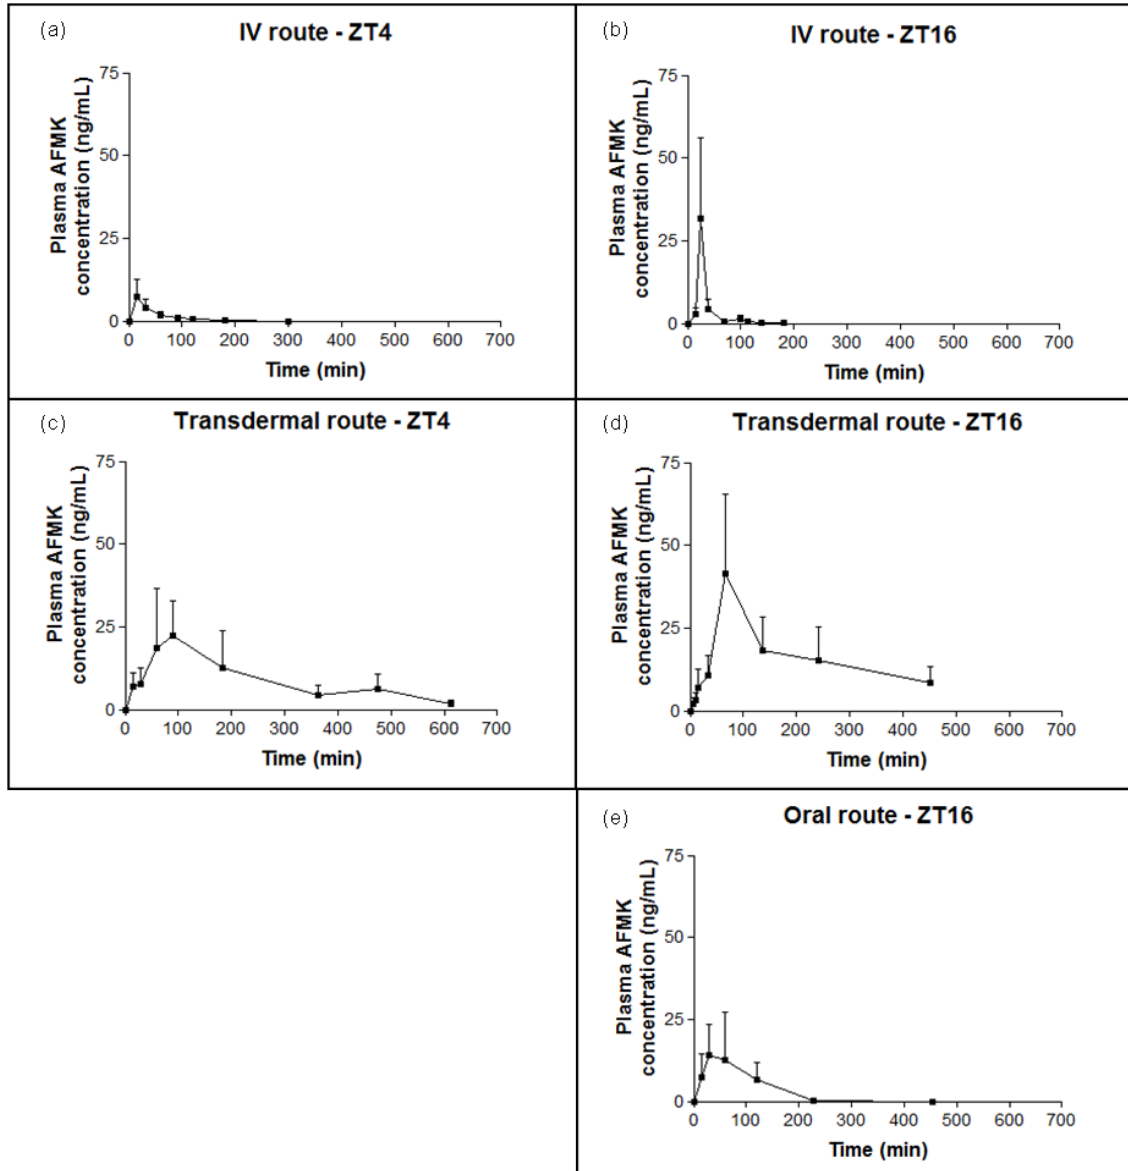 (a)
IV route - ZT4
Plasma AFMK
concentration (ng/mL)
75
50
25
0
0 100 200 300 400 500 600 700
Time (min)
(b)
IV route - ZT16
Plasma AFMK
concentration (ng/mL)
75
50
25
0
0 100 200 300 400 500 600 700
Time (min)
(c)
Transdermal route - ZT4
Plasma AFMK
concentration (ng/mL)
75
50
25
0
0 100 200 300 400 500 600 700
Time (min)
(d)
Transdermal route - ZT16
Plasma AFMK
concentration (ng/mL)
75
50
25
0
0 100 200 300 400 500 600 700
Time (min)
(e)
Oral route - ZT16
Plasma AFMK
concentration (ng/mL)
75
50
25
0
0 100 200 300 400 500 600 700
Time (min)